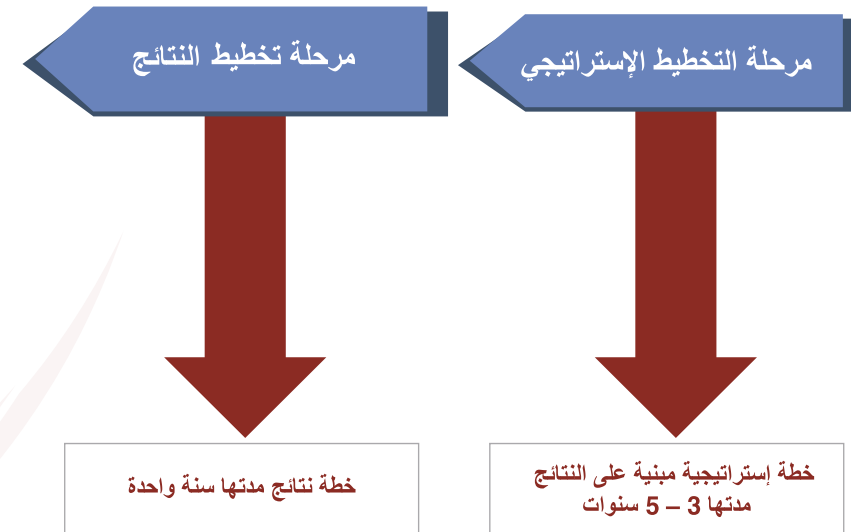 مرحلة التخطيط الإستراتيجي
مرحلة تخطيط النتائج
خطة إستراتيجية مبنية على النتائج
مدتها 3 – 5 سنوات
خطة نتائج مدتها سنة واحدة